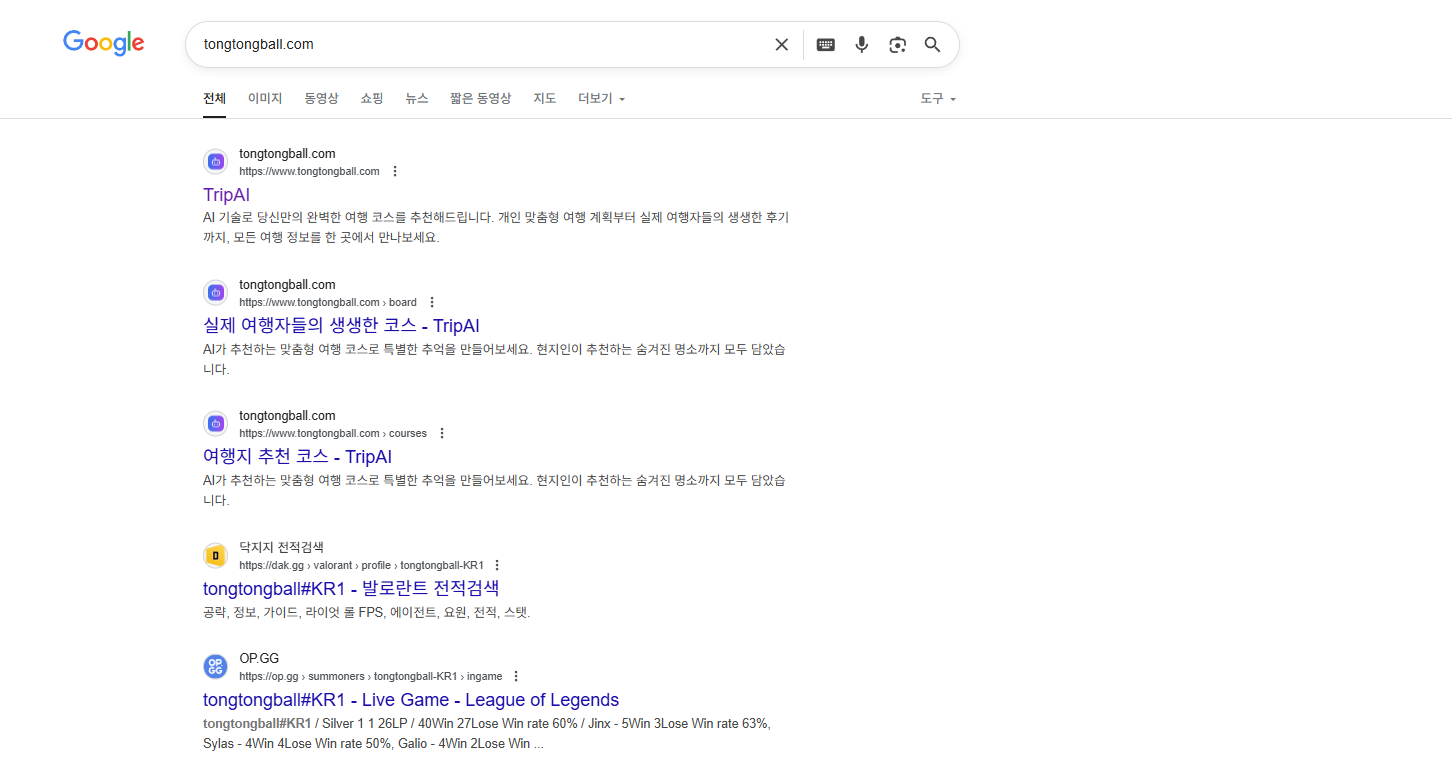 Google
tongtongball.com
전체 이미지 동영상 쇼핑 뉴스 짧은 동영상 지도 더보기 도구
tongtongball.com
https://www.tongtongball.com
TripAI
AI 기술로 당신만의 완벽한 여행 코스를 추천해드립니다. 개인 맞춤형 여행 계획부터 실제 여행자들의 생생한 후기
까지, 모든 여행 정보를 한 곳에서 만나보세요.
tongtongball.com
https://www.tongtongball.com › board
실제 여행자들의 생생한 코스 - TripAI
AI가 추천하는 맞춤형 여행 코스로 특별한 추억을 만들어보세요. 현지인이 추천하는 숨겨진 명소까지 모두 담았습
니다.
tongtongball.com
https://www.tongtongball.com › courses
여행지 추천 코스 - TripAI
AI가 추천하는 맞춤형 여행 코스로 특별한 추억을 만들어보세요. 현지인이 추천하는 숨겨진 명소까지 모두 담았습
니다.
닥지지 전적검색
https://dak.gg › valorant › profile › tongtongball-KR1
tongtongball#KR1 - 발로란트 전적검색
공략, 정보, 가이드, 라이엇 롤 FPS, 에이전트, 요원, 전적, 스탯.
OP.GG
OP.GG
https://op.gg › summoners › tongtongball-KR1 › ingame
tongtongball#KR1 - Live Game - League of Legends
tongtongball#KR1 / Silver 1 1 26LP / 40Win 27Lose Win rate 60% / Jinx - 5Win 3Lose Win rate 63%,
Sylas - 4Win 4Lose Win rate 50%, Galio - 4Win 2Lose Win ...